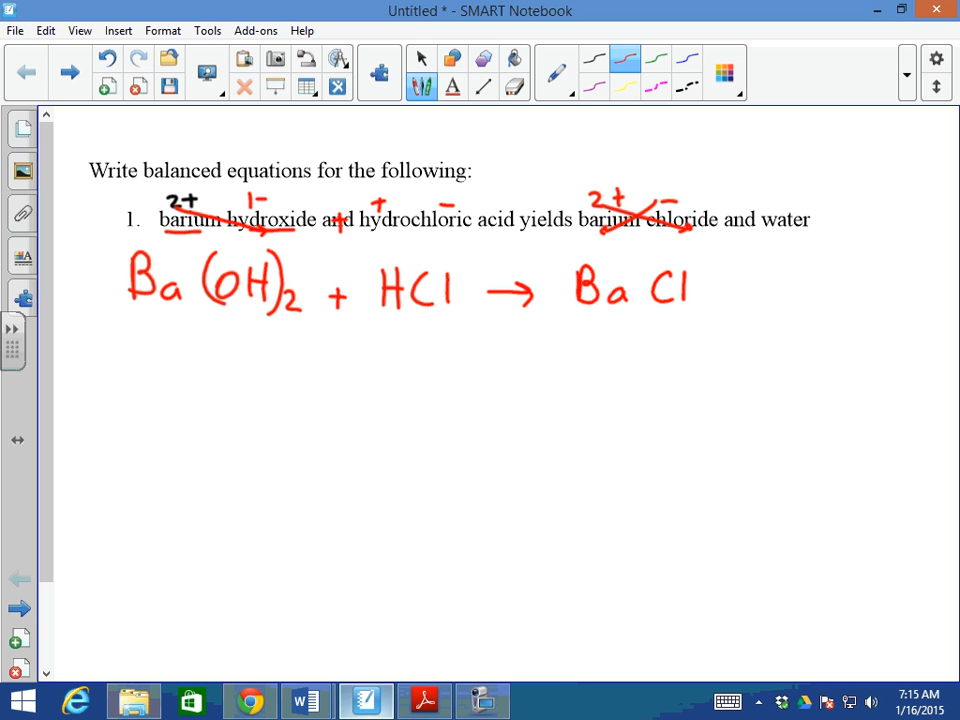 Untitled * - SMART Notebook
File Edit View Insert Format Tools Add-ons Help
Write balanced equations for the following:
2+ 1- + - 2+ -
1. barium hydroxide and hydrochloric acid yields barium chloride and water
+
Ba (OH)2 + HCl → Ba Cl
7:15 AM
1/16/2015